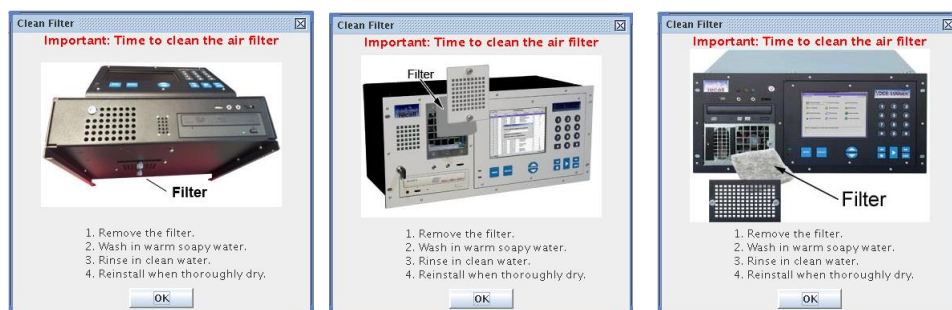 Clean Filter
Important: Time to clean the air filter
Filter
1. Remove the filter.
2. Wash in warm soapy water.
3. Rinse in clean water.
4. Reinstall when thoroughly dry.
OK
Clean Filter
Important: Time to clean the air filter
Filter
1. Remove the filter.
2. Wash in warm soapy water.
3. Rinse in clean water.
4. Reinstall when thoroughly dry.
OK
Clean Filter
Important: Time to clean the air filter
Filter
1. Remove the filter.
2. Wash in warm soapy water.
3. Rinse in clean water.
4. Reinstall when thoroughly dry.
OK